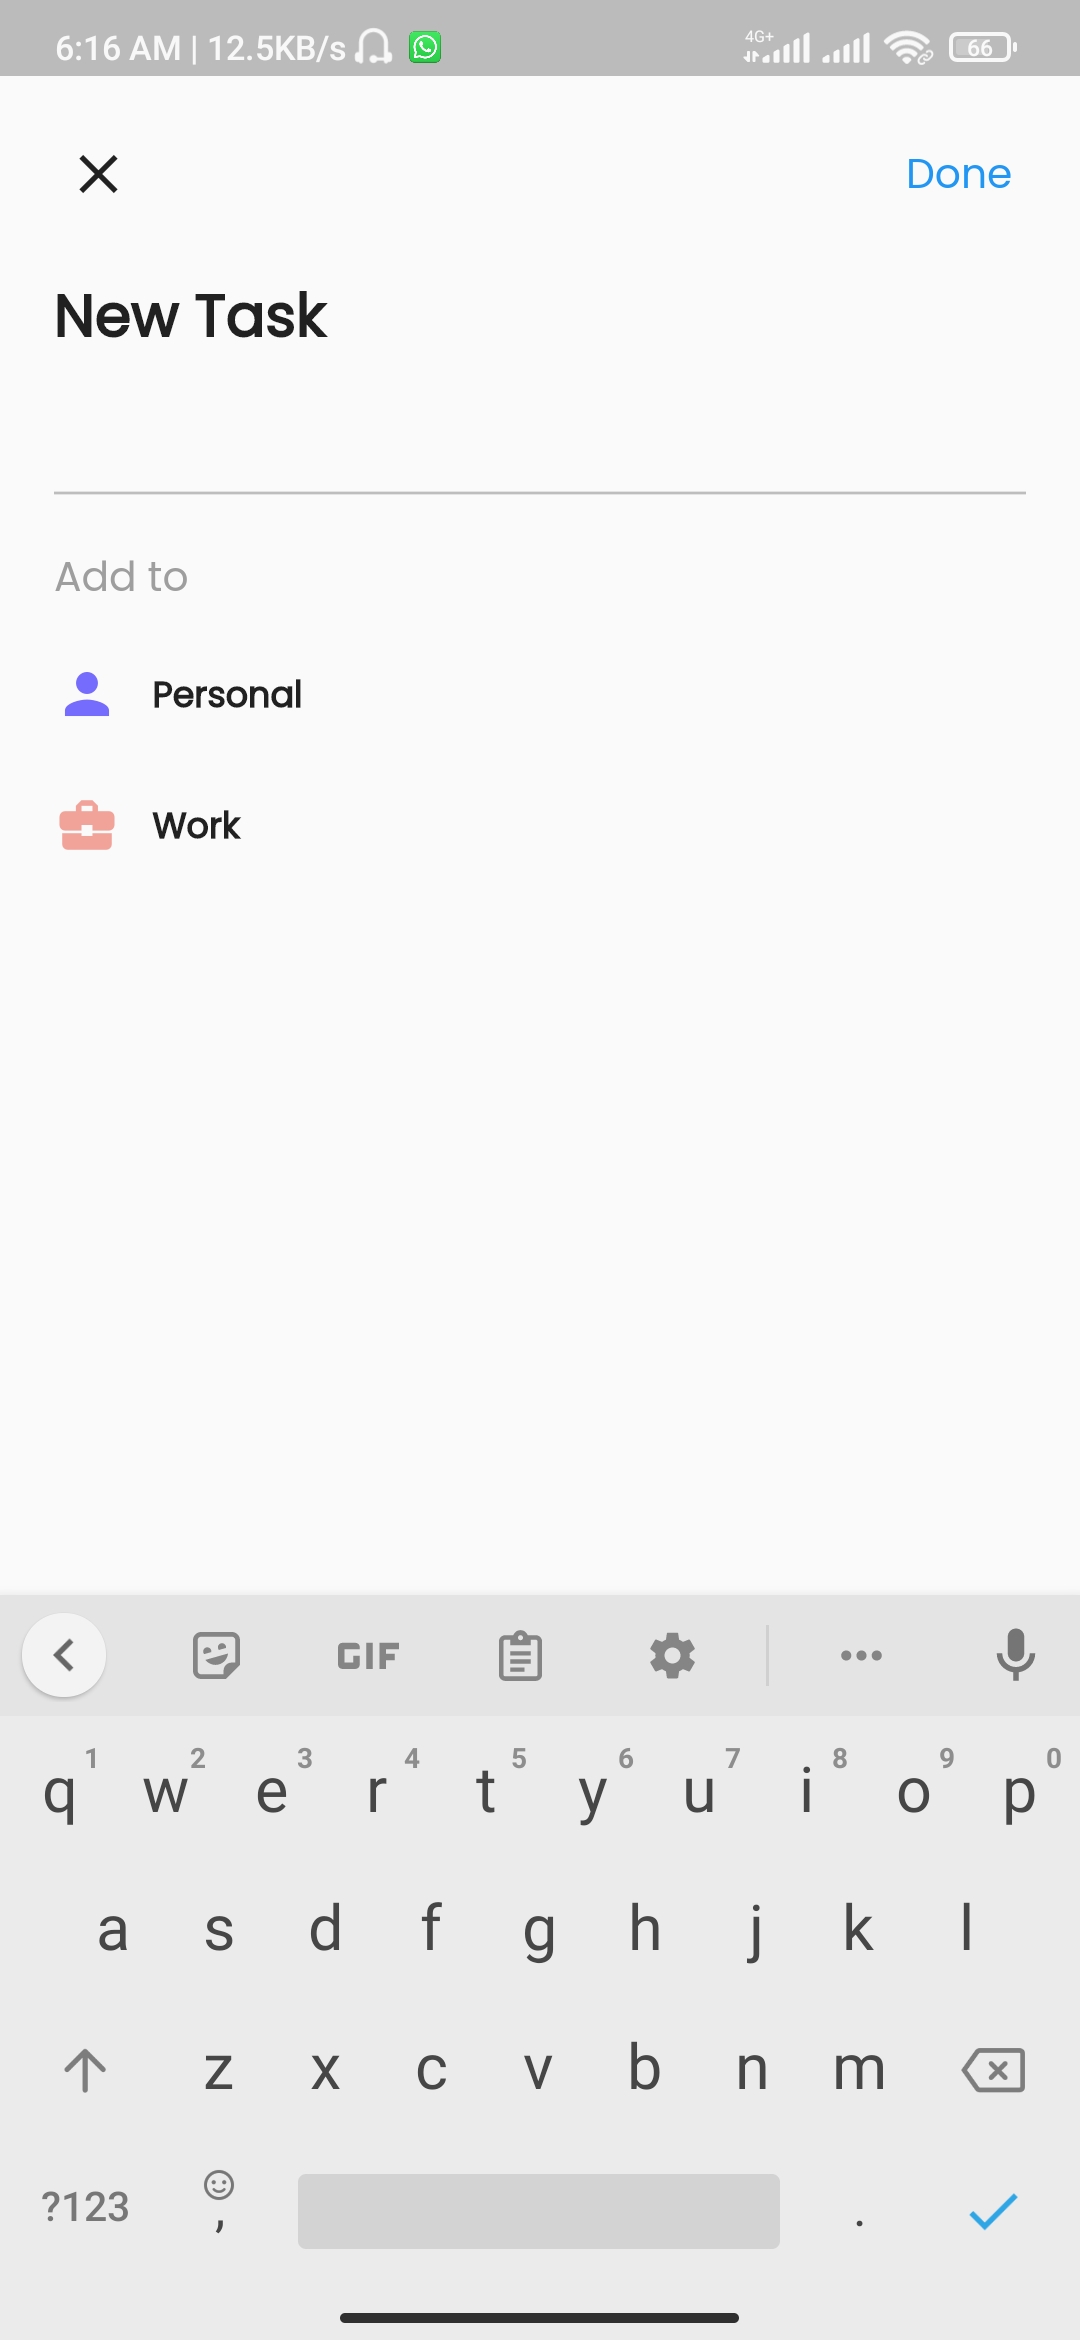 6:16 AM | 12.5KB/s 4G+ 66
Done
New Task
Add to
Personal
Work
GIF
q 1 w 2 e 3 r 4 t 5 y 6 u 7 i 8 o 9 p 0
a s d f g h j k l
z x c v b n m
?123 , .